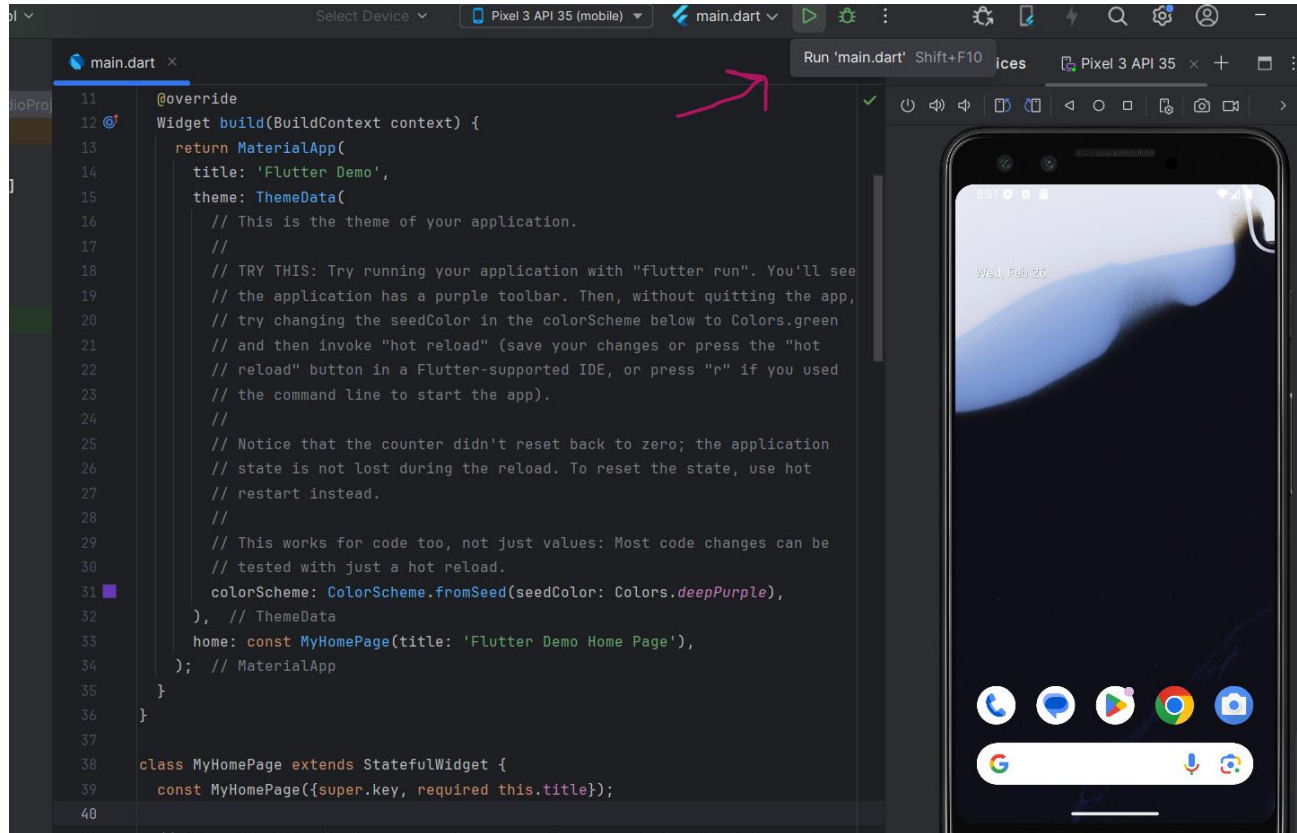 Select Device
Pixel 3 API 35 (mobile)
main.dart
main.dart
Run 'main.dart' Shift+F10
ices
Pixel 3 API 35
11 @override
12 Widget build(BuildContext context) {
13 return MaterialApp(
14 title: 'Flutter Demo',
15 theme: ThemeData(
16 // This is the theme of your application.
17 //
18 // TRY THIS: Try running your application with "flutter run". You'll see
19 // the application has a purple toolbar. Then, without quitting the app,
20 // try changing the seedColor in the colorScheme below to Colors.green
21 // and then invoke "hot reload" (save your changes or press the "hot
22 // reload" button in a Flutter-supported IDE, or press "r" if you used
23 // the command line to start the app).
24 //
25 // Notice that the counter didn't reset back to zero; the application
26 // state is not lost during the reload. To reset the state, use hot
27 // restart instead.
28 //
29 // This works for code too, not just values: Most code changes can be
30 // tested with just a hot reload.
31 colorScheme: ColorScheme.fromSeed(seedColor: Colors.deepPurple),
32 ), // ThemeData
33 home: const MyHomePage(title: 'Flutter Demo Home Page'),
34 ); // MaterialApp
35 }
36 }
37
38 class MyHomePage extends StatefulWidget {
39 const MyHomePage({super.key, required this.title});
40
dioProj
8:37
Wed, Feb 26